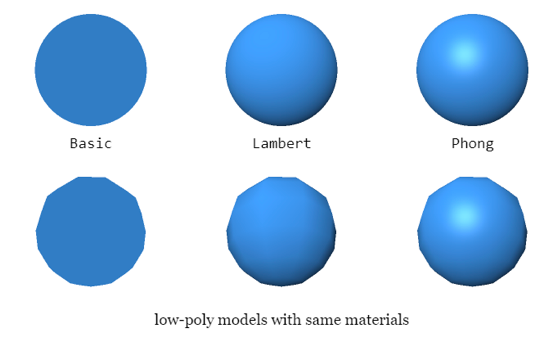 Basic
Lambert
Phong
low-poly models with same materials